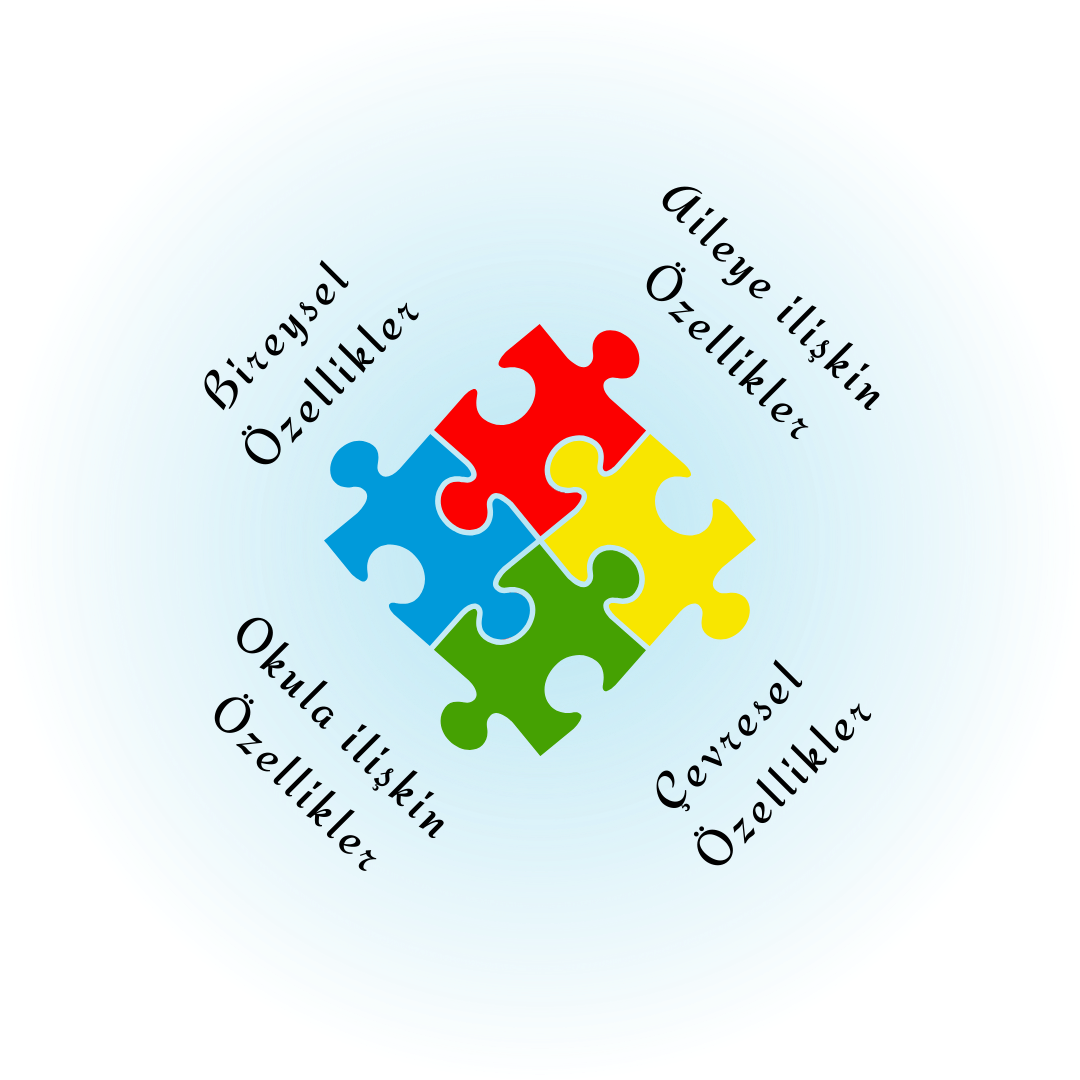 Bireysel
Özellikler
Aileye ilişkin
Özellikler
Okula ilişkin
Özellikler
Çevresel
Özellikler